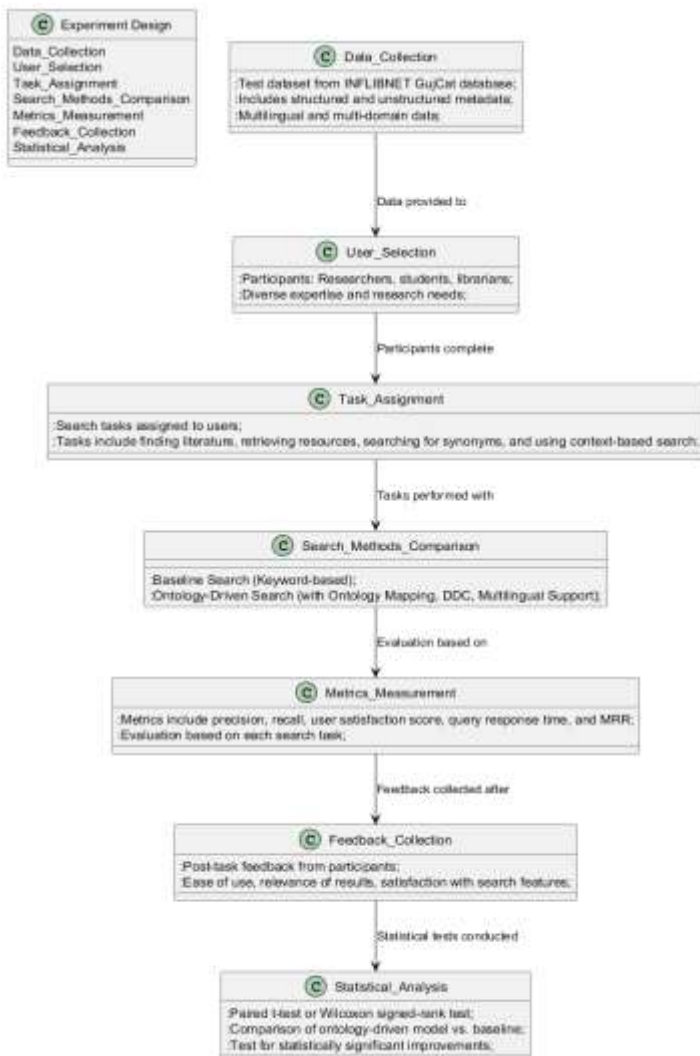 C Experiment Design
Data_Collection
User_Selection
Task_Assignment
Search_Methods_Comparison
Metrics_Measurement
Feedback_Collection
Statistical_Analysis
C Data_Collection
:Test dataset from INFLIBNET GujCat database;
:Includes structured and unstructured metadata;
:Multilingual and multi-domain data;
Data provided to
C User_Selection
:Participants: Researchers, students, librarians;
:Diverse expertise and research needs;
Participants complete
C Task_Assignment
:Search tasks assigned to users;
:Tasks include finding literature, retrieving resources, searching for synonyms, and using context-based search;
Tasks performed with
C Search_Methods_Comparison
:Baseline Search (Keyword-based);
:Ontology-Driven Search (with Ontology Mapping, DDC, Multilingual Support);
Evaluation based on
C Metrics_Measurement
:Metrics include precision, recall, user satisfaction score, query response time, and MRR;
:Evaluation based on each search task;
Feedback collected after
C Feedback_Collection
:Post-task feedback from participants;
:Ease of use, relevance of results, satisfaction with search features;
Statistical tests conducted
C Statistical_Analysis
:Paired t-test or Wilcoxon signed-rank test;
:Comparison of ontology-driven model vs. baseline;
:Test for statistically significant improvements;